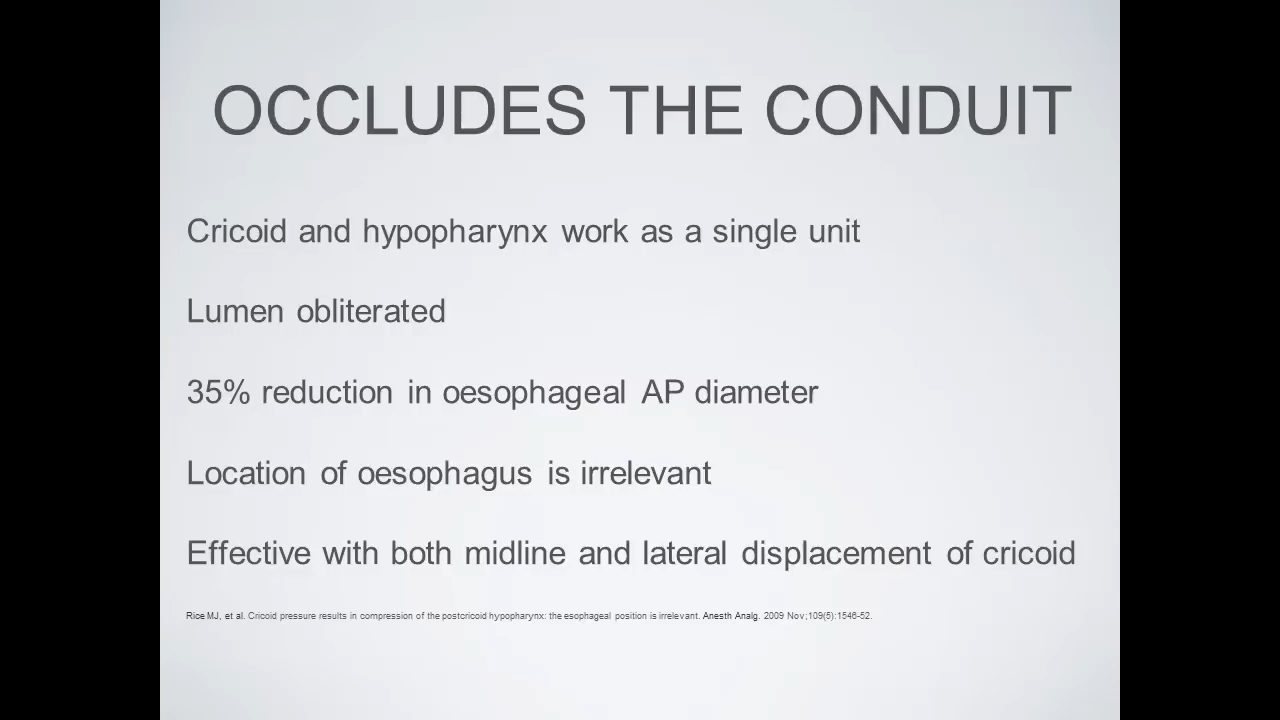 OCCLUDES THE CONDUIT
Cricoid and hypopharynx work as a single unit
Lumen obliterated
35% reduction in oesophageal AP diameter
Location of oesophagus is irrelevant
Effective with both midline and lateral displacement of cricoid
Rice MJ, et al. Cricoid pressure results in compression of the postcricoid hypopharynx: the esophageal position is irrelevant. Anesth Analg. 2009 Nov;109(5):1546-52.